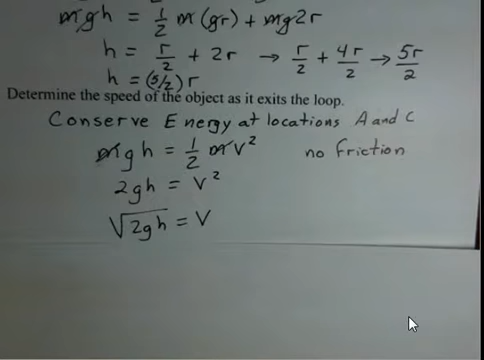 mgh = 1/2 m(gr) + mg2r
h = r/2 + 2r → r/2 + 4r/2 → 5r/2
h = (5/2) r
Determine the speed of the object as it exits the loop.
Conserve Energy at locations A and C
mgh = 1/2 mv² no friction
2gh = v²
√2gh = v